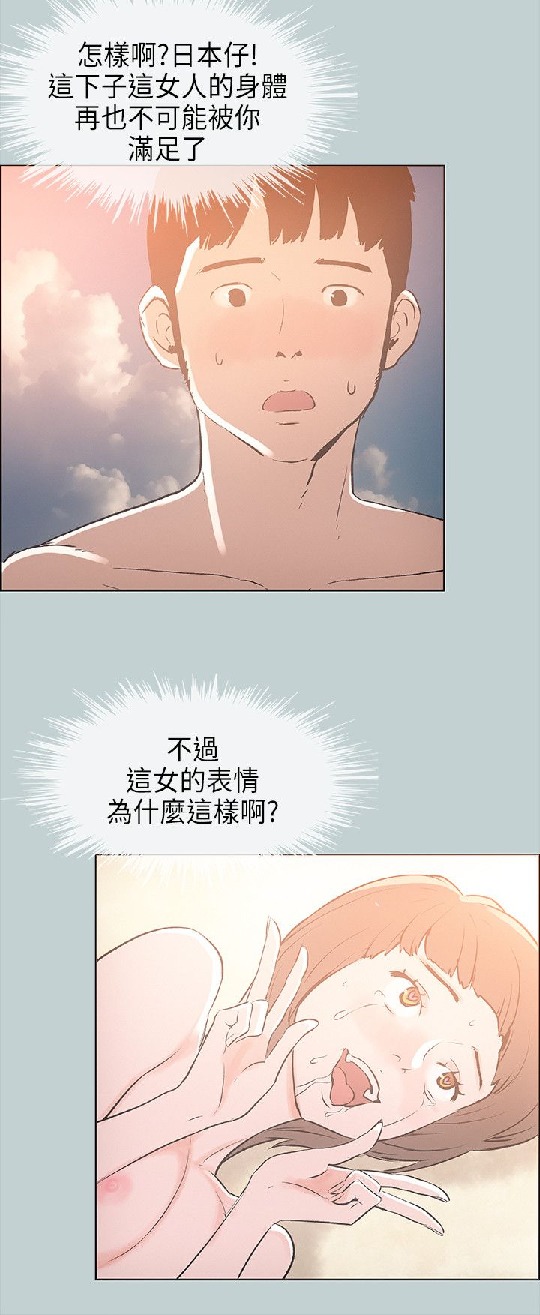 怎樣啊?日本仔!
這下子這女人的身體
再也不可能被你
滿足了
不過
這女的表情
為什麼這樣啊?